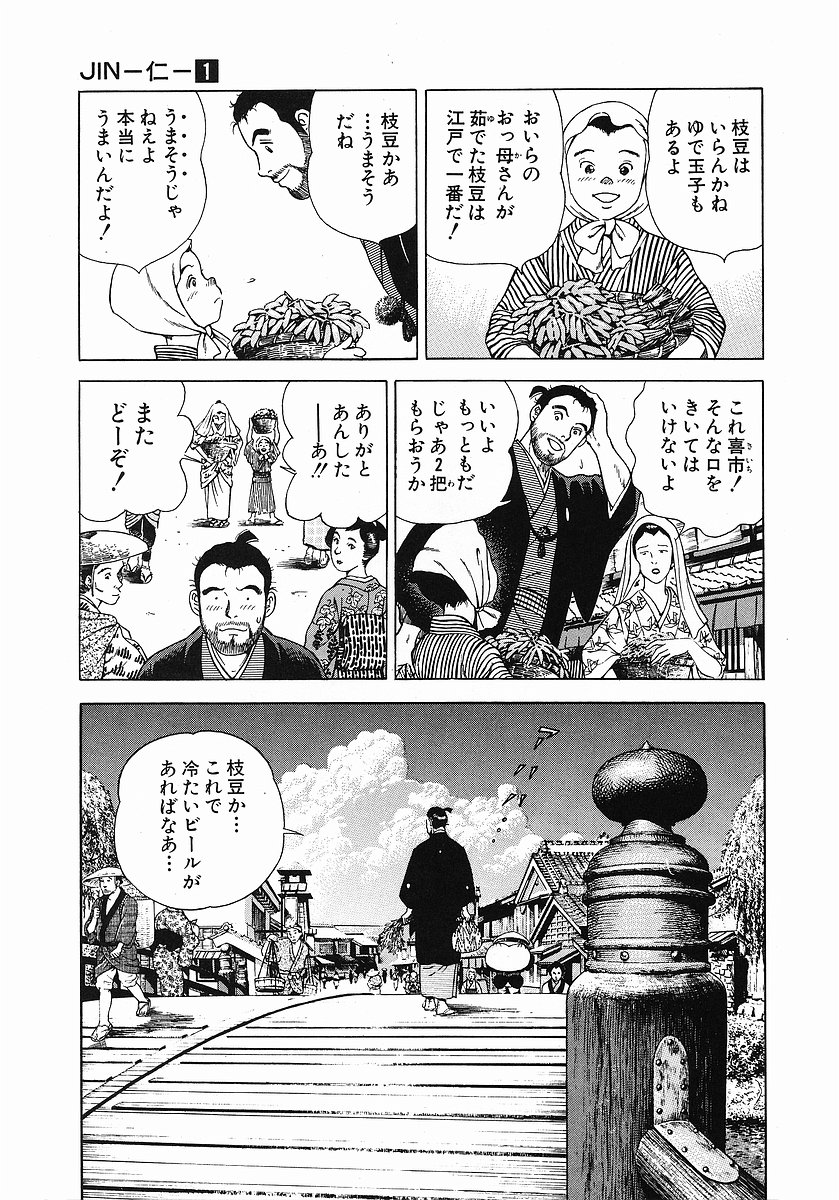 JIN―仁― 1
枝豆は
いらんかね
ゆで玉子も
あるよ
おいらの
おっ母さんが
茹でた枝豆は
江戸で一番だ!
枝豆かあ
…うまそう
だね
うまそうじゃ
ねえよ
本当に
うまいんだよ!
これ喜市!
そんな口を
きいては
いけないよ
いいよ
もっともだ
じゃあ2把
もらおうか
ありがと
あんした
――あ!!
また
どーぞ!
枝豆か…
これで
冷たいビールが
あればなあ…